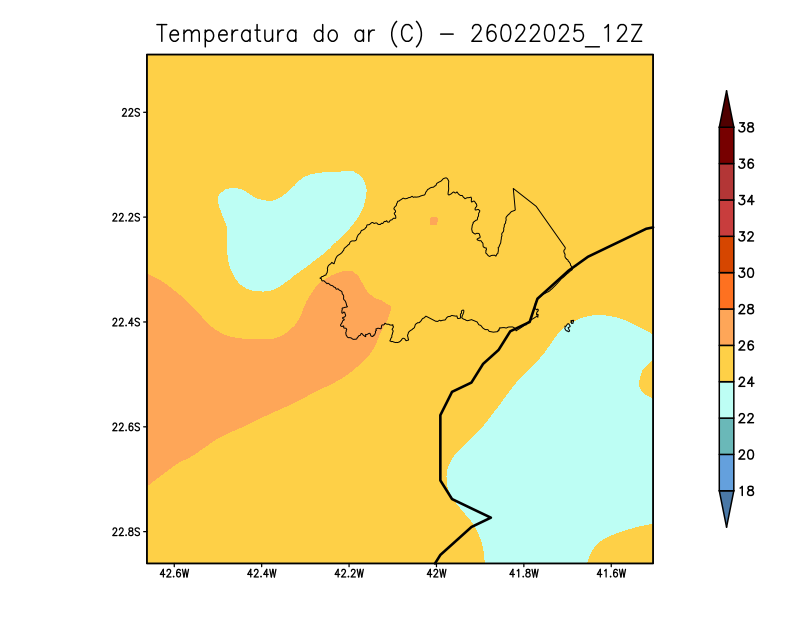 Temperatura do ar (C) - 26022025_12Z
22S
22.2S
22.4S
22.6S
22.8S
42.6W
42.4W
42.2W
42W
41.8W
41.6W
38
36
34
32
30
28
26
24
22
20
18